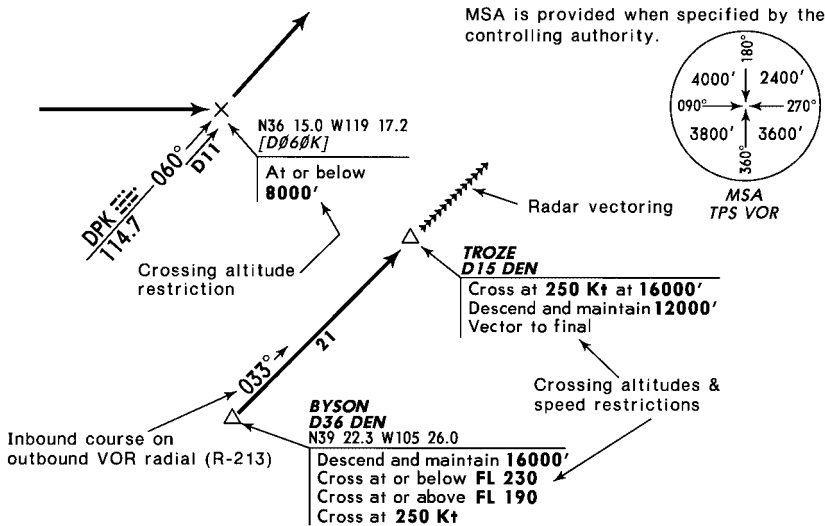 MSA is provided when specified by the
controlling authority.
180°
4000' 2400'
090° 270°
3800' 3600'
360°
MSA
TPS VOR
N36 15.0 W119 17.2
[DØ6ØK]
At or below
8000'
060°
D11
DPK
114.7
Crossing altitude
restriction
Radar vectoring
TROZE
D15 DEN
Cross at 250 Kt at 16000'
Descend and maintain 12000'
Vector to final
Crossing altitudes &
speed restrictions
033°
21
Inbound course on
outbound VOR radial (R-213)
BYSON
D36 DEN
N39 22.3 W105 26.0
Descend and maintain 16000'
Cross at or below FL 230
Cross at or above FL 190
Cross at 250 Kt